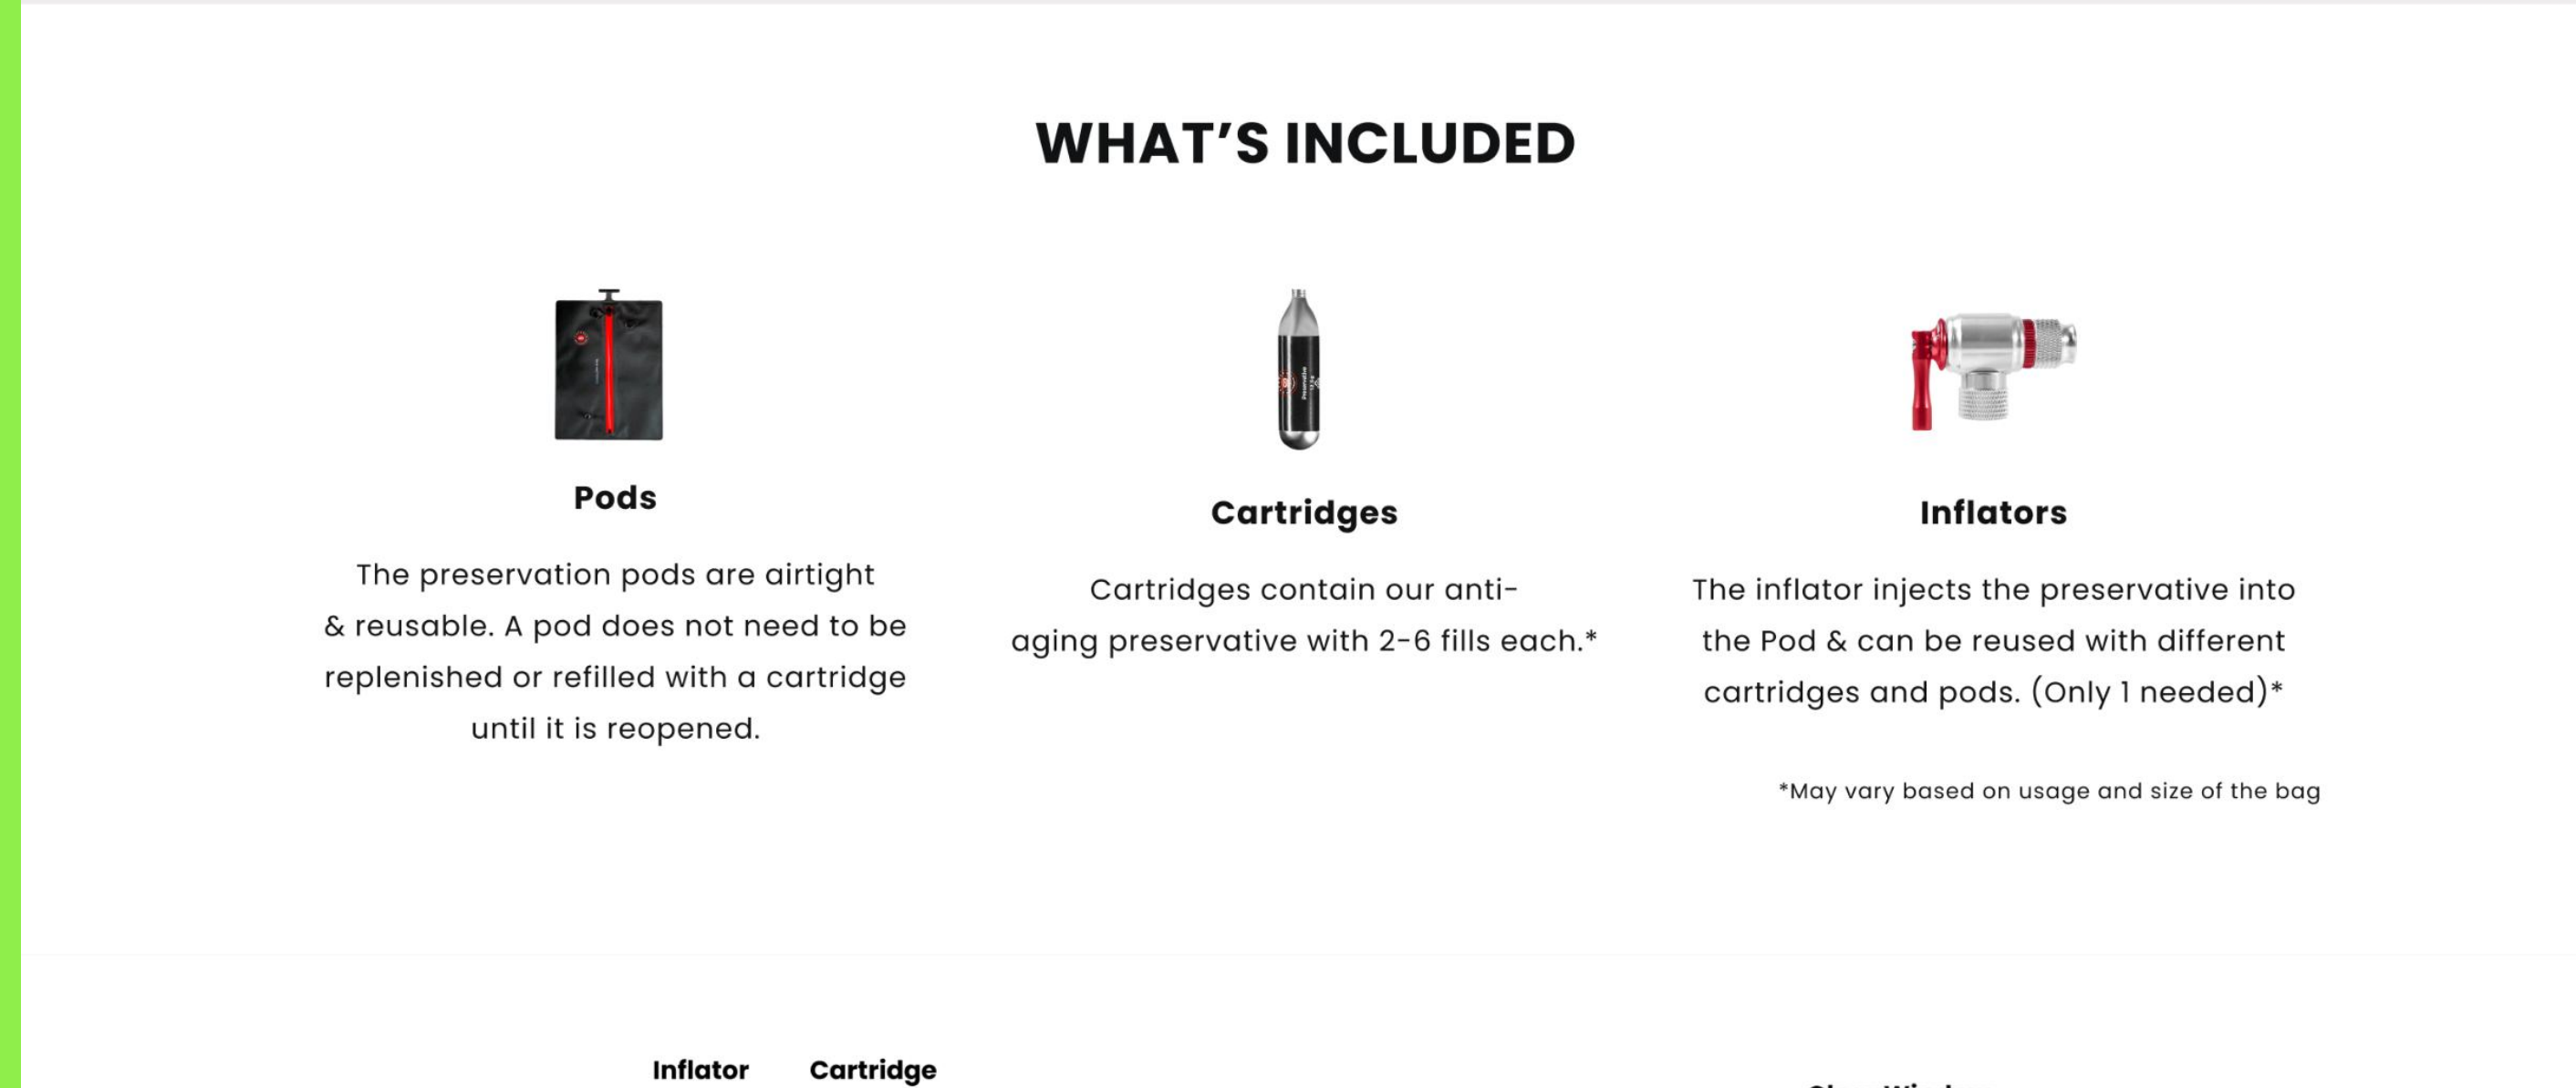 WHAT’S INCLUDED
Pods
The preservation pods are airtight
& reusable. A pod does not need to be
replenished or refilled with a cartridge
until it is reopened.
Cartridges
Cartridges contain our anti-
aging preservative with 2-6 fills each.*
Inflators
The inflator injects the preservative into
the Pod & can be reused with different
cartridges and pods. (Only 1 needed)*
*May vary based on usage and size of the bag
Inflator
Cartridge